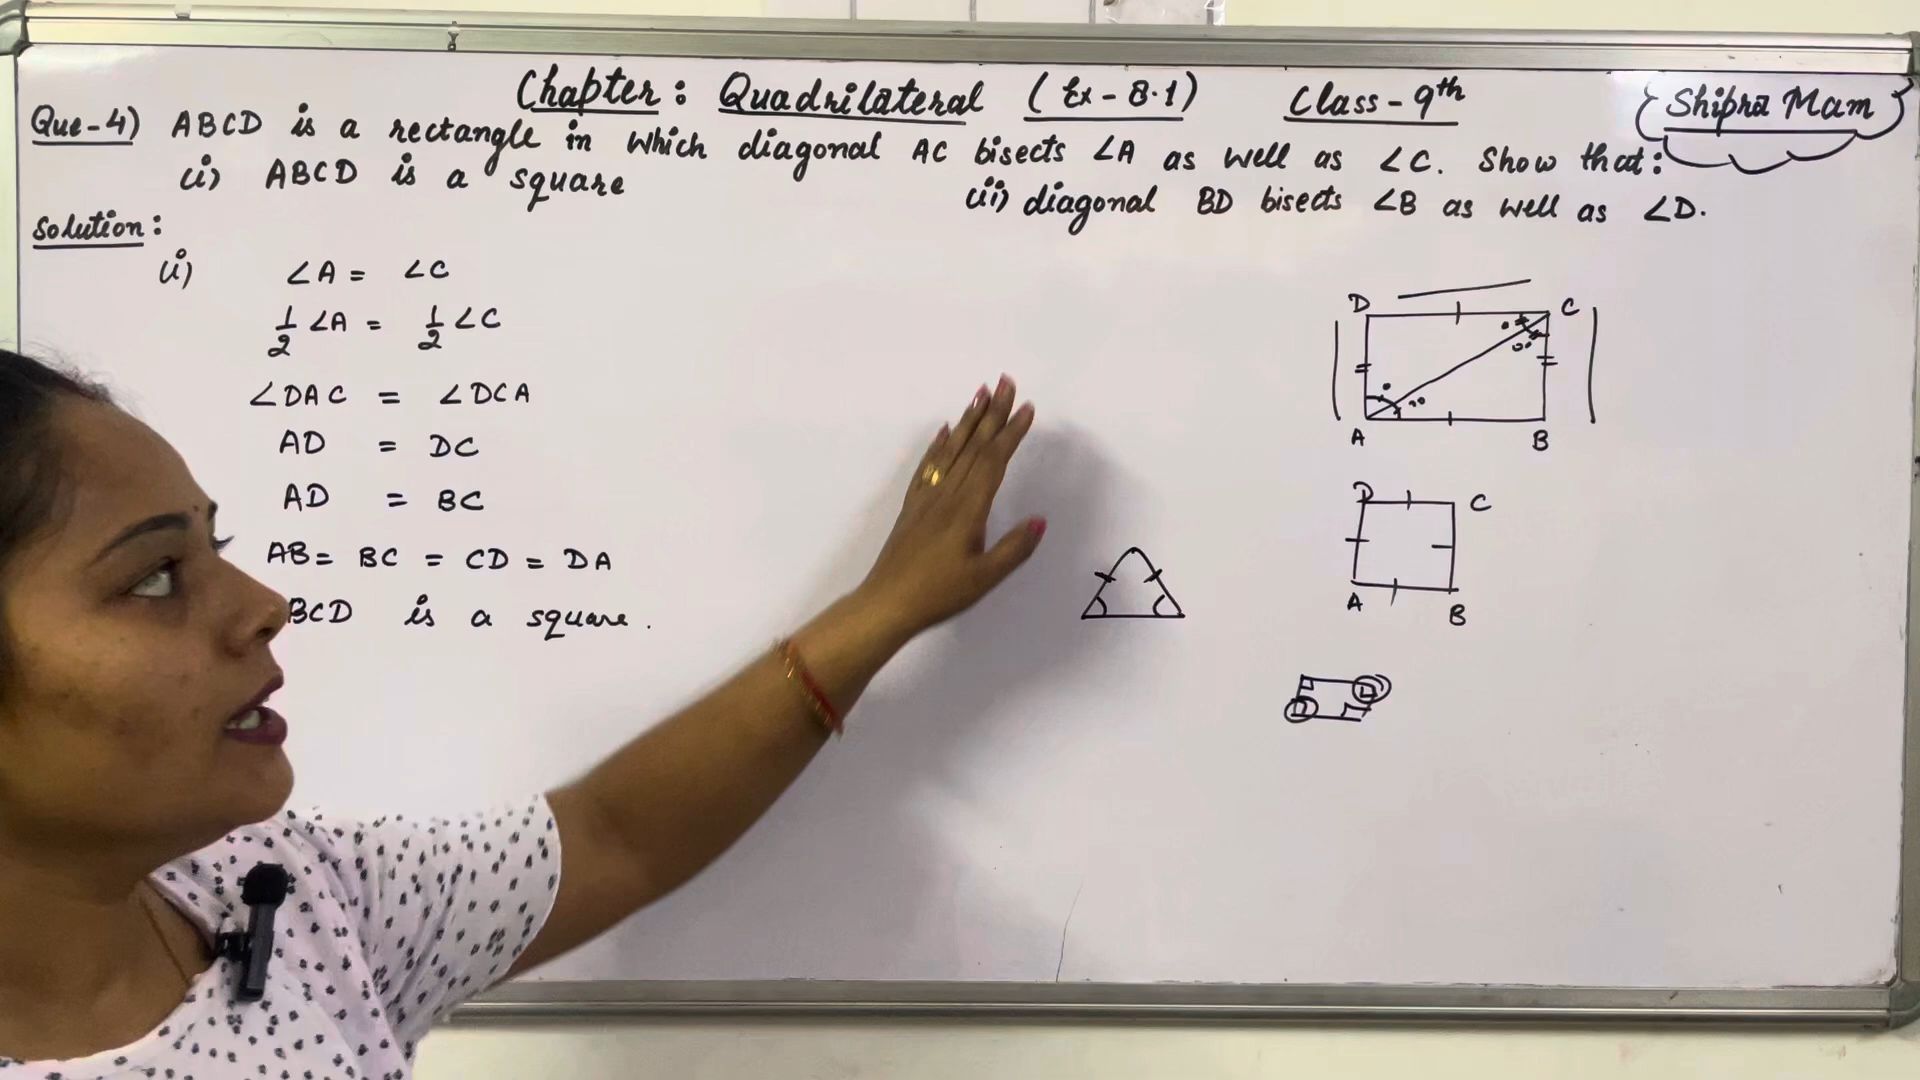 Chapter: Quadrilateral (Ex-8.1) Class-9th
{Shipra Mam}
Que-4) ABCD is a rectangle in which diagonal AC bisects ∠A as well as ∠C. Show that:
(i) ABCD is a square (ii) diagonal BD bisects ∠B as well as ∠D.
Solution:
(i) ∠A = ∠C
1/2 ∠A = 1/2 ∠C
∠DAC = ∠DCA
AD = DC
AD = BC
AB = BC = CD = DA
BCD is a square.
D C
A B
D C
A B